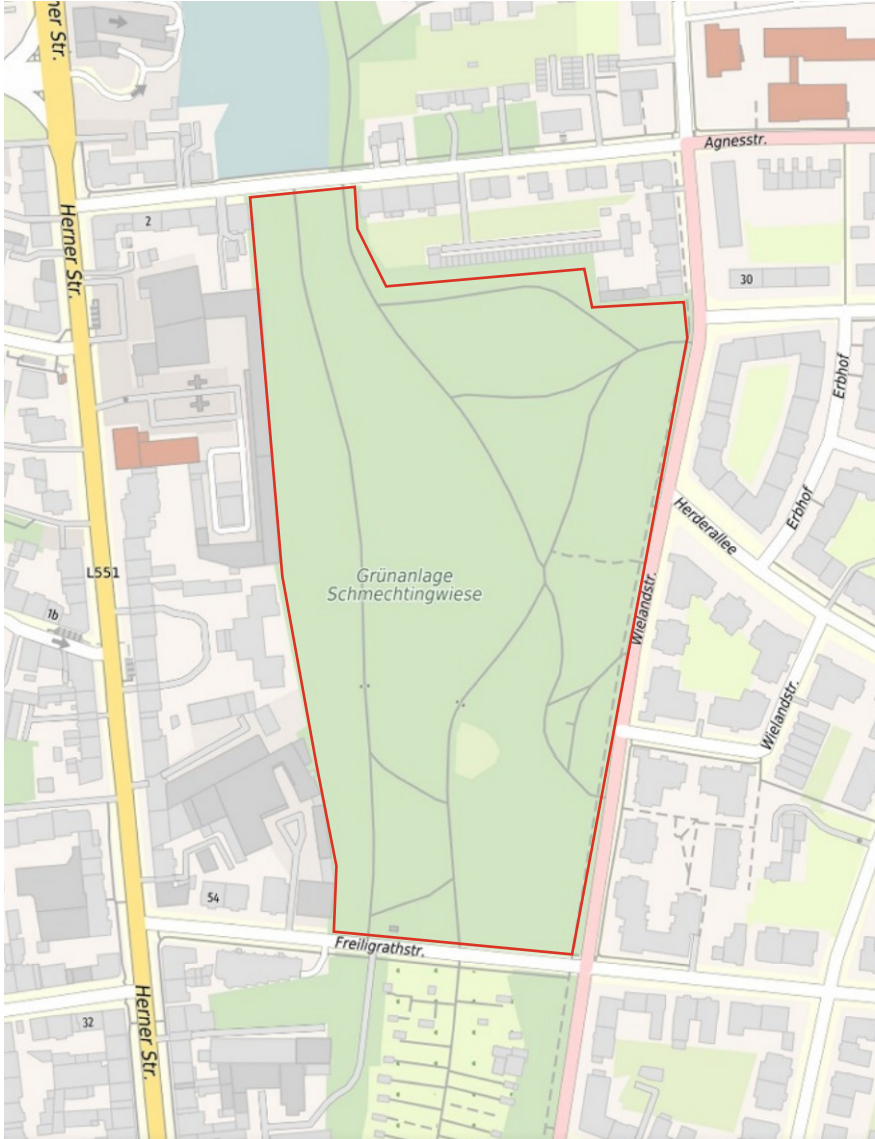 ner Str.
Agnesstr.
Herner Str.
2
30
Erbhof
Herderallee
Erbhof
L551
Grünanlage
Schmechtingwiese
Wielandstr.
1b
Wielandstr.
54
Freiligrathstr.
Herner Str.
32